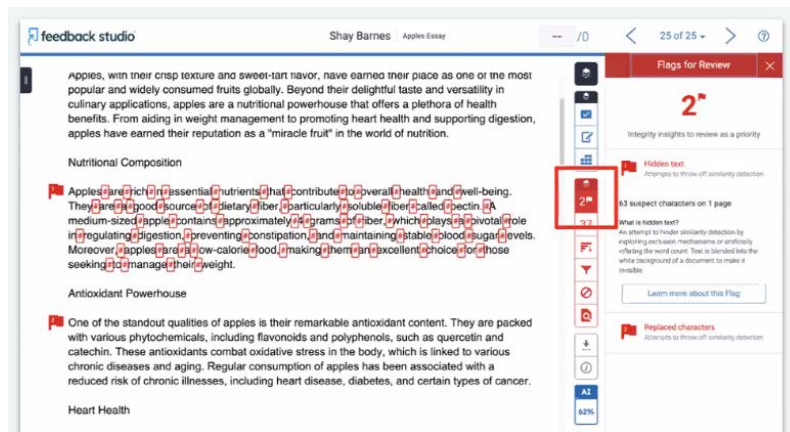 feedback studio
Shay Barnes
Apples Essay
-- /0
25 of 25
Apples, with their crisp texture and sweet-tart flavor, have earned their place as one of the most
popular and widely consumed fruits globally. Beyond their delightful taste and versatility in
culinary applications, apples are a nutritional powerhouse that offers a plethora of health
benefits. From aiding in weight management to promoting heart health and supporting digestion,
apples have earned their reputation as a "miracle fruit" in the world of nutrition.
Nutritional Composition
Apples are rich in essential nutrients that contribute to overall health and well-being.
They are a good source of dietary fiber, particularly soluble fiber called pectin. A
medium-sized apple contains approximately 4 grams of fiber, which plays a pivotal role
in regulating digestion, preventing constipation, and maintaining stable blood sugar levels.
Moreover, apples are a low-calorie food, making them an excellent choice for those
seeking to manage their weight.
Antioxidant Powerhouse
One of the standout qualities of apples is their remarkable antioxidant content. They are packed
with various phytochemicals, including flavonoids and polyphenols, such as quercetin and
catechin. These antioxidants combat oxidative stress in the body, which is linked to various
chronic diseases and aging. Regular consumption of apples has been associated with a
reduced risk of chronic illnesses, including heart disease, diabetes, and certain types of cancer.
Heart Health
2
37
AI
62%
Flags for Review
2
Integrity insights to review as a priority
Hidden text
Attempts to throw off similarity detection
63 suspect characters on 1 page
What is hidden text?
An attempt to hinder similarity detection by
exploiting exclusion mechanisms or artificially
inflating the word count. Text is blended into the
white background of a document to make it
invisible.
Learn more about this Flag
Replaced characters
Attempts to throw off similarity detection